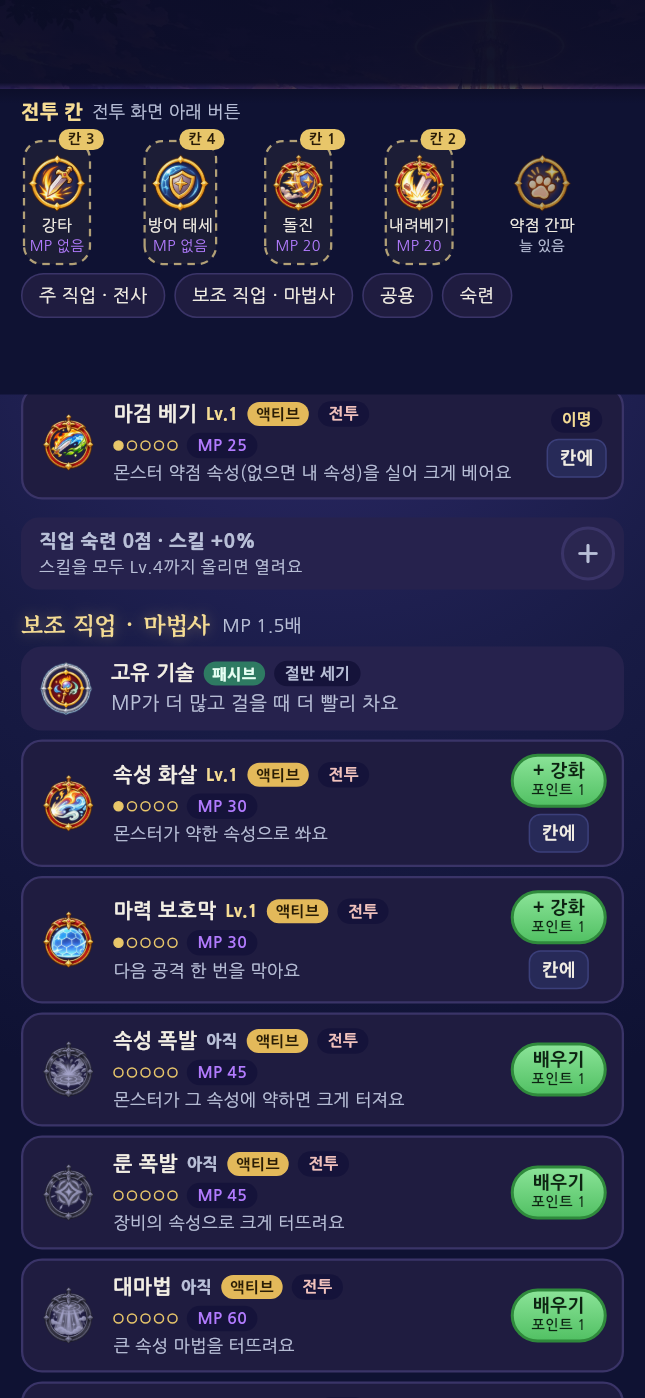 전투 칸 전투 화면 아래 버튼
칸 3 칸 4 칸 1 칸 2
강타 방어 태세 돌진 내려베기 약점 간파
MP 없음 MP 없음 MP 20 MP 20 늘 있음
주 직업 · 전사 보조 직업 · 마법사 공용 숙련
마검 베기 Lv.1 액티브 전투
이명
MP 25
칸에
몬스터 약점 속성(없으면 내 속성)을 실어 크게 베어요
직업 숙련 0점 · 스킬 +0%
스킬을 모두 Lv.4까지 올리면 열려요
+
보조 직업 · 마법사 MP 1.5배
고유 기술 패시브 절반 세기
MP가 더 많고 걸을 때 더 빨리 차요
속성 화살 Lv.1 액티브 전투
+ 강화
포인트 1
MP 30
칸에
몬스터가 약한 속성으로 쏴요
마력 보호막 Lv.1 액티브 전투
+ 강화
포인트 1
MP 30
칸에
다음 공격 한 번을 막아요
속성 폭발 아직 액티브 전투
배우기
포인트 1
MP 45
몬스터가 그 속성에 약하면 크게 터져요
룬 폭발 아직 액티브 전투
배우기
포인트 1
MP 45
장비의 속성으로 크게 터뜨려요
대마법 아직 액티브 전투
배우기
포인트 1
MP 60
큰 속성 마법을 터뜨려요